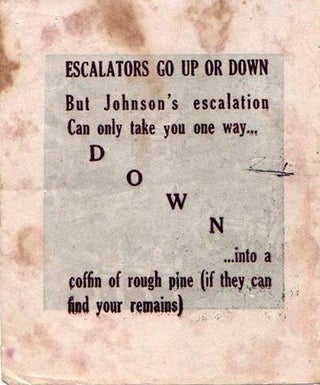 ESCALATORS GO UP OR DOWN
But Johnson's escalation
Can only take you one way...
D
O
W
N
...into a
coffin of rough pine (if they can
find your remains)